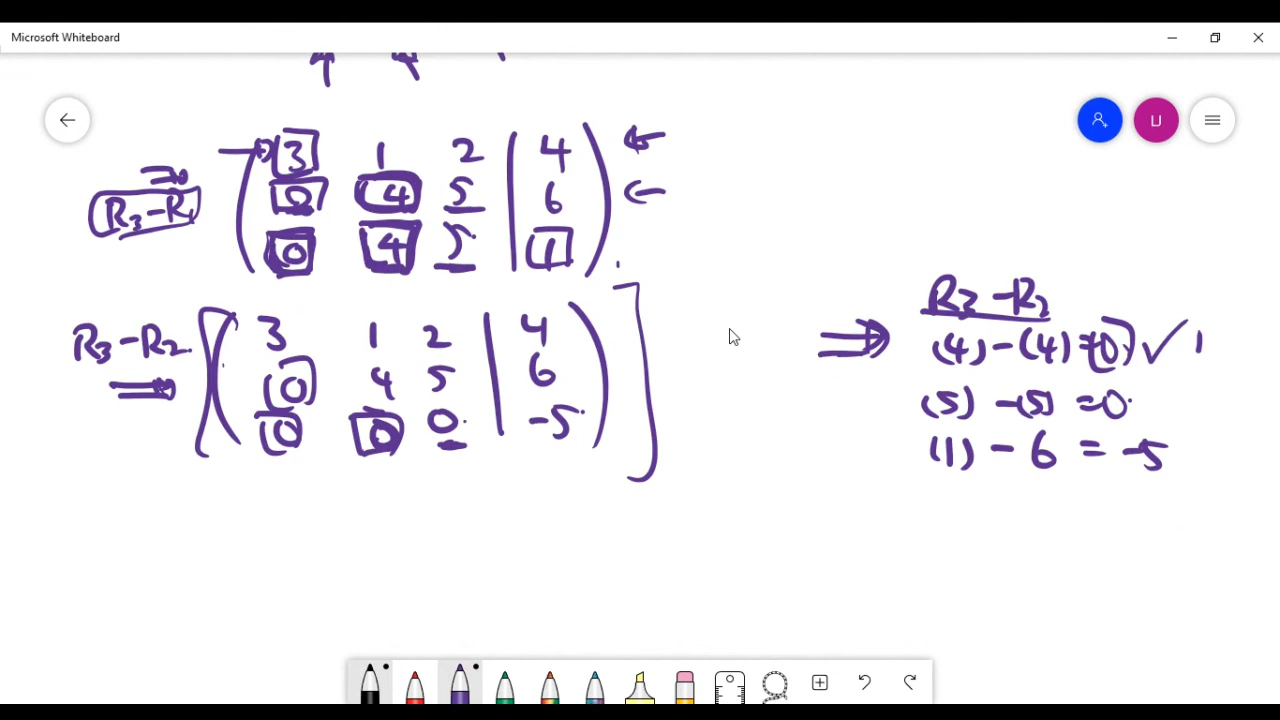 Microsoft Whiteboard
IJ
3 1 2 | 4 ←
⇒ 0 4 5 | 6 ←
R3 - R1
0 4 5 | 1
R3 - R2
R3 - R2 ⇒ ( 3 1 2 | 4 )
(4) - (4) = 0 ✓
0 4 5 | 6
(5) - (5) = 0
0 0 0 | -5
(1) - 6 = -5